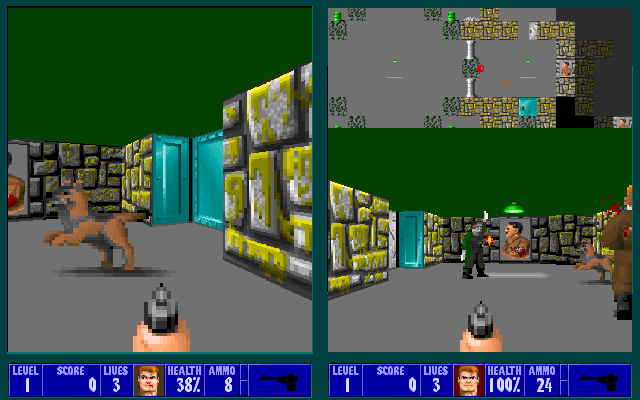 LEVEL SCORE LIVES HEALTH AMMO
1 0 3 38% 8
LEVEL SCORE LIVES HEALTH AMMO
1 0 3 100% 24